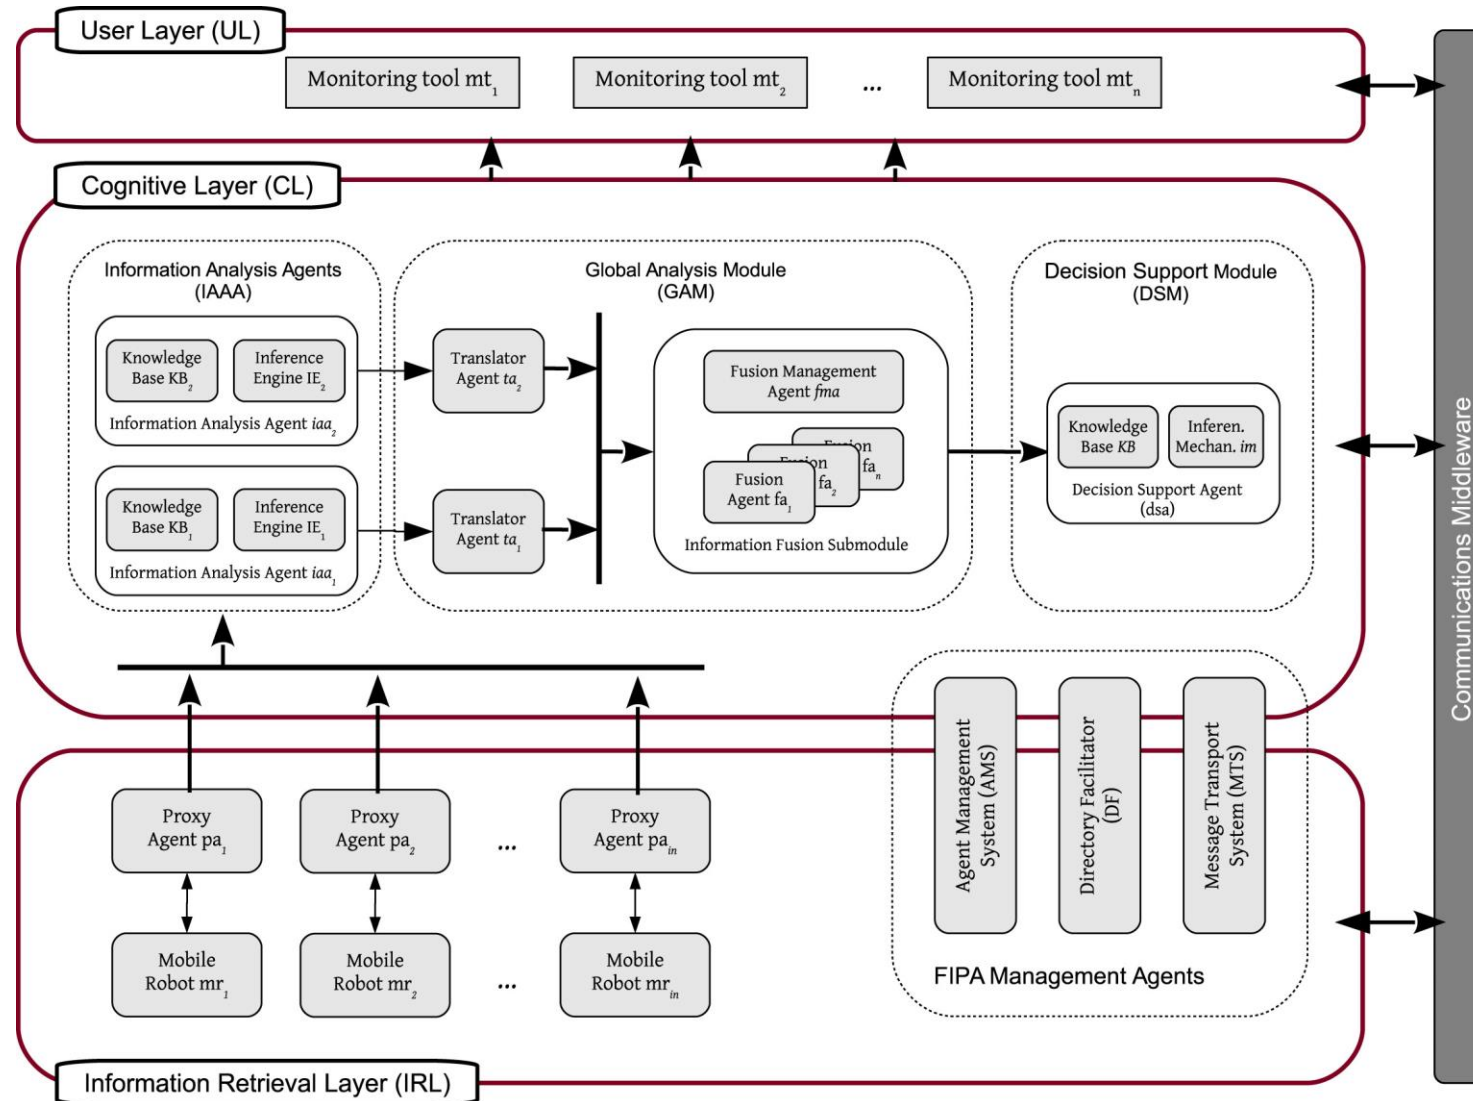 User Layer (UL)
Monitoring tool mt1
Monitoring tool mt2
...
Monitoring tool mtn
Cognitive Layer (CL)
Information Analysis Agents
(IAAA)
Knowledge
Base KB2
Inference
Engine IE2
Information Analysis Agent iaa2
Knowledge
Base KB1
Inference
Engine IE1
Information Analysis Agent iaa1
Global Analysis Module
(GAM)
Translator
Agent ta2
Translator
Agent ta1
Fusion Management
Agent fma
Fusion
fan
Fusion
fa2
Fusion
Agent fa1
Information Fusion Submodule
Decision Support Module
(DSM)
Knowledge
Base KB
Inferen.
Mechan. im
Decision Support Agent
(dsa)
Proxy
Agent pa1
Proxy
Agent pa2
...
Proxy
Agent pain
Mobile
Robot mr1
Mobile
Robot mr2
...
Mobile
Robot mrin
Agent Management
System (AMS)
Directory Facilitator
(DF)
Message Transport
System (MTS)
FIPA Management Agents
Information Retrieval Layer (IRL)
Communications Middleware